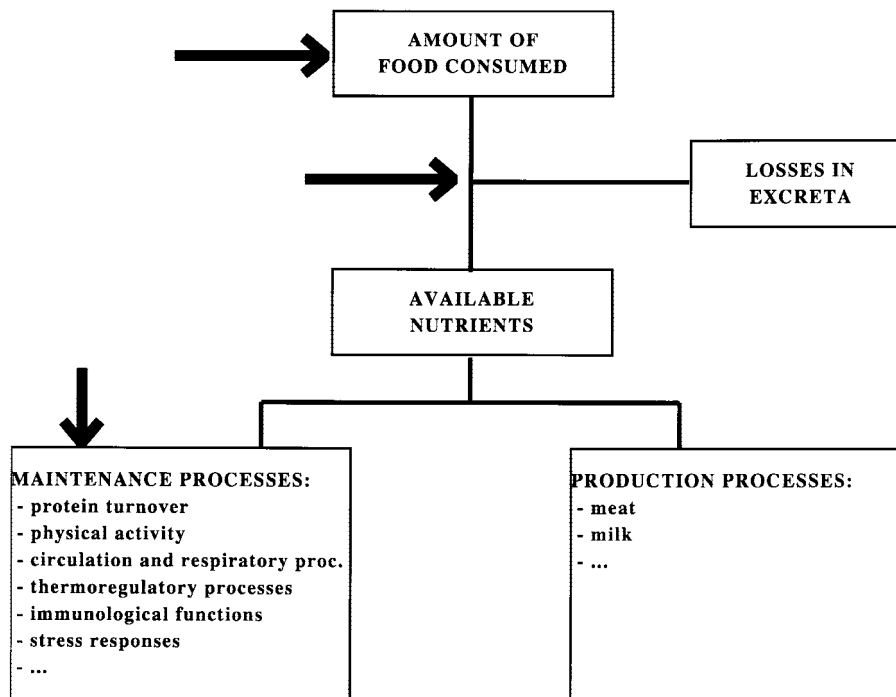 AMOUNT OF
FOOD CONSUMED
LOSSES IN
EXCRETA
AVAILABLE
NUTRIENTS
MAINTENANCE PROCESSES:
- protein turnover
- physical activity
- circulation and respiratory proc.
- thermoregulatory processes
- immunological functions
- stress responses
- ...
PRODUCTION PROCESSES:
- meat
- milk
- ...